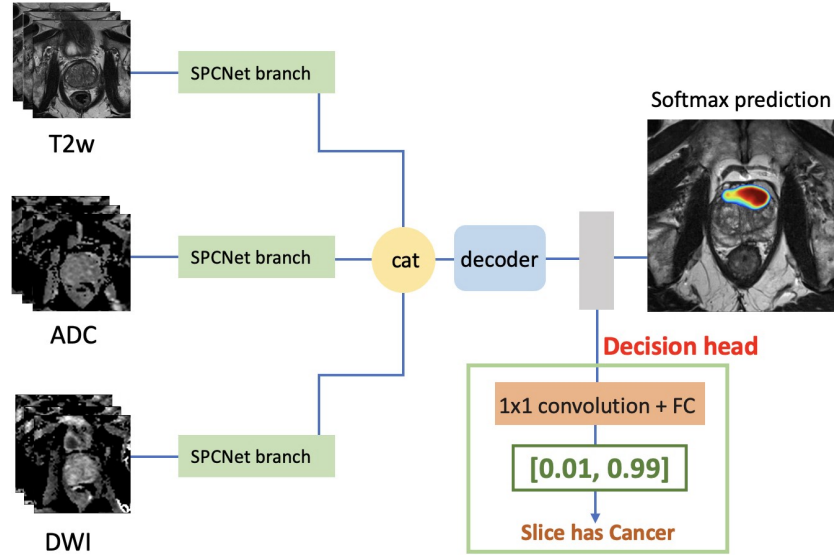 T2w
SPCNet branch
ADC
SPCNet branch
DWI
SPCNet branch
cat
decoder
Softmax prediction
Decision head
1x1 convolution + FC
[0.01, 0.99]
Slice has Cancer